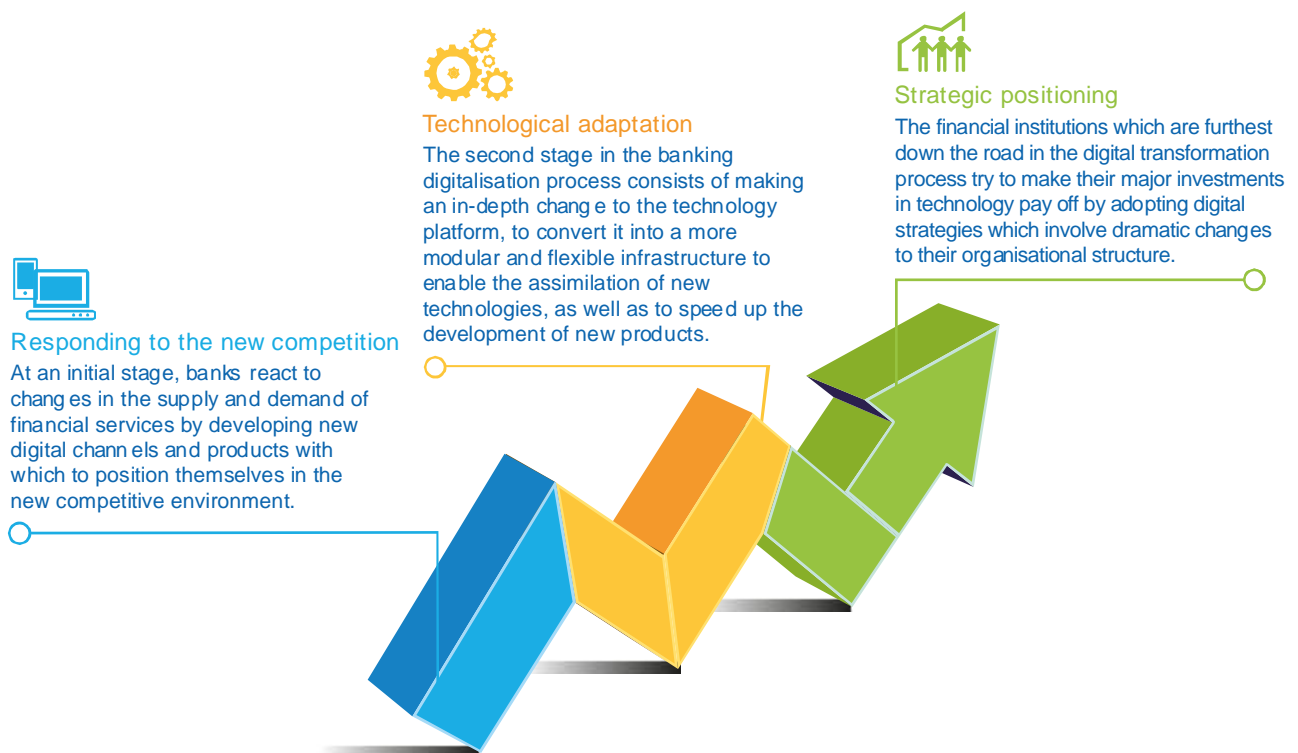 Responding to the new competition
At an initial stage, banks react to
changes in the supply and demand of
financial services by developing new
digital channels and products with
which to position themselves in the
new competitive environment.
Technological adaptation
The second stage in the banking
digitalisation process consists of making
an in-depth change to the technology
platform, to convert it into a more
modular and flexible infrastructure to
enable the assimilation of new
technologies, as well as to speed up the
development of new products.
Strategic positioning
The financial institutions which are furthest
down the road in the digital transformation
process try to make their major investments
in technology pay off by adopting digital
strategies which involve dramatic changes
to their organisational structure.